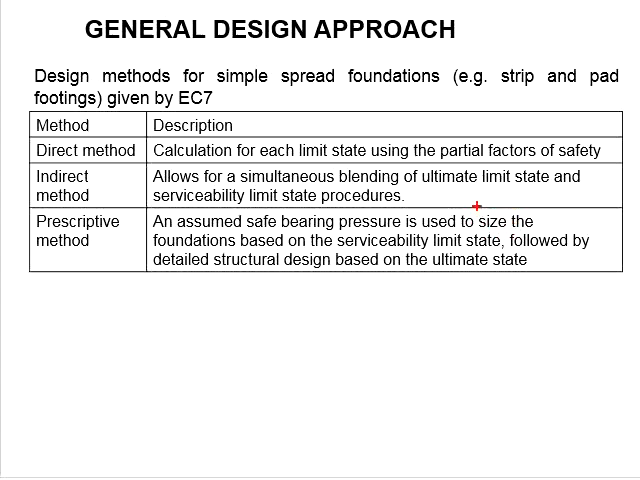 GENERAL DESIGN APPROACH
Design methods for simple spread foundations (e.g. strip and pad
footings) given by EC7
Method Description
Direct method Calculation for each limit state using the partial factors of safety
Indirect method Allows for a simultaneous blending of ultimate limit state and
serviceability limit state procedures.
Prescriptive method An assumed safe bearing pressure is used to size the
foundations based on the serviceability limit state, followed by
detailed structural design based on the ultimate state